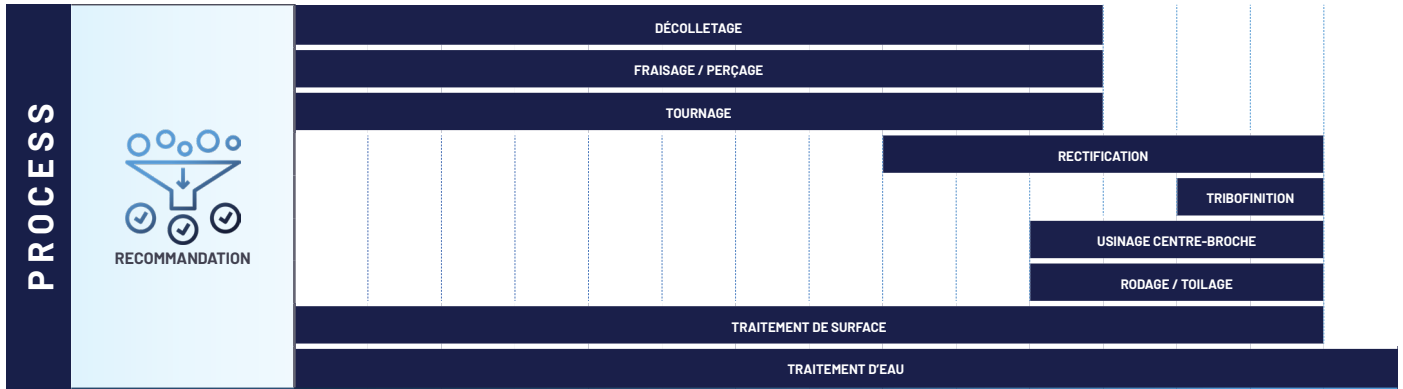 PROCESS
RECOMMANDATION
DÉCOLLETAGE
FRAISAGE / PERÇAGE
TOURNAGE
RECTIFICATION
TRIBOFINITION
USINAGE CENTRE-BROCHE
RODAGE / TOILAGE
TRAITEMENT DE SURFACE
TRAITEMENT D'EAU